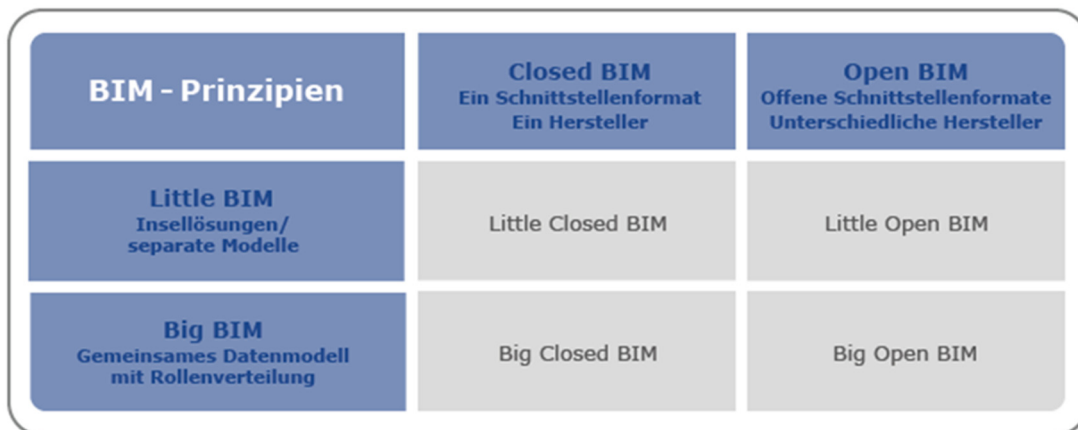 BIM - Prinzipien
Closed BIM
Ein Schnittstellenformat
Ein Hersteller
Open BIM
Offene Schnittstellenformate
Unterschiedliche Hersteller
Little BIM
Insellösungen/
separate Modelle
Little Closed BIM
Little Open BIM
Big BIM
Gemeinsames Datenmodell
mit Rollenverteilung
Big Closed BIM
Big Open BIM